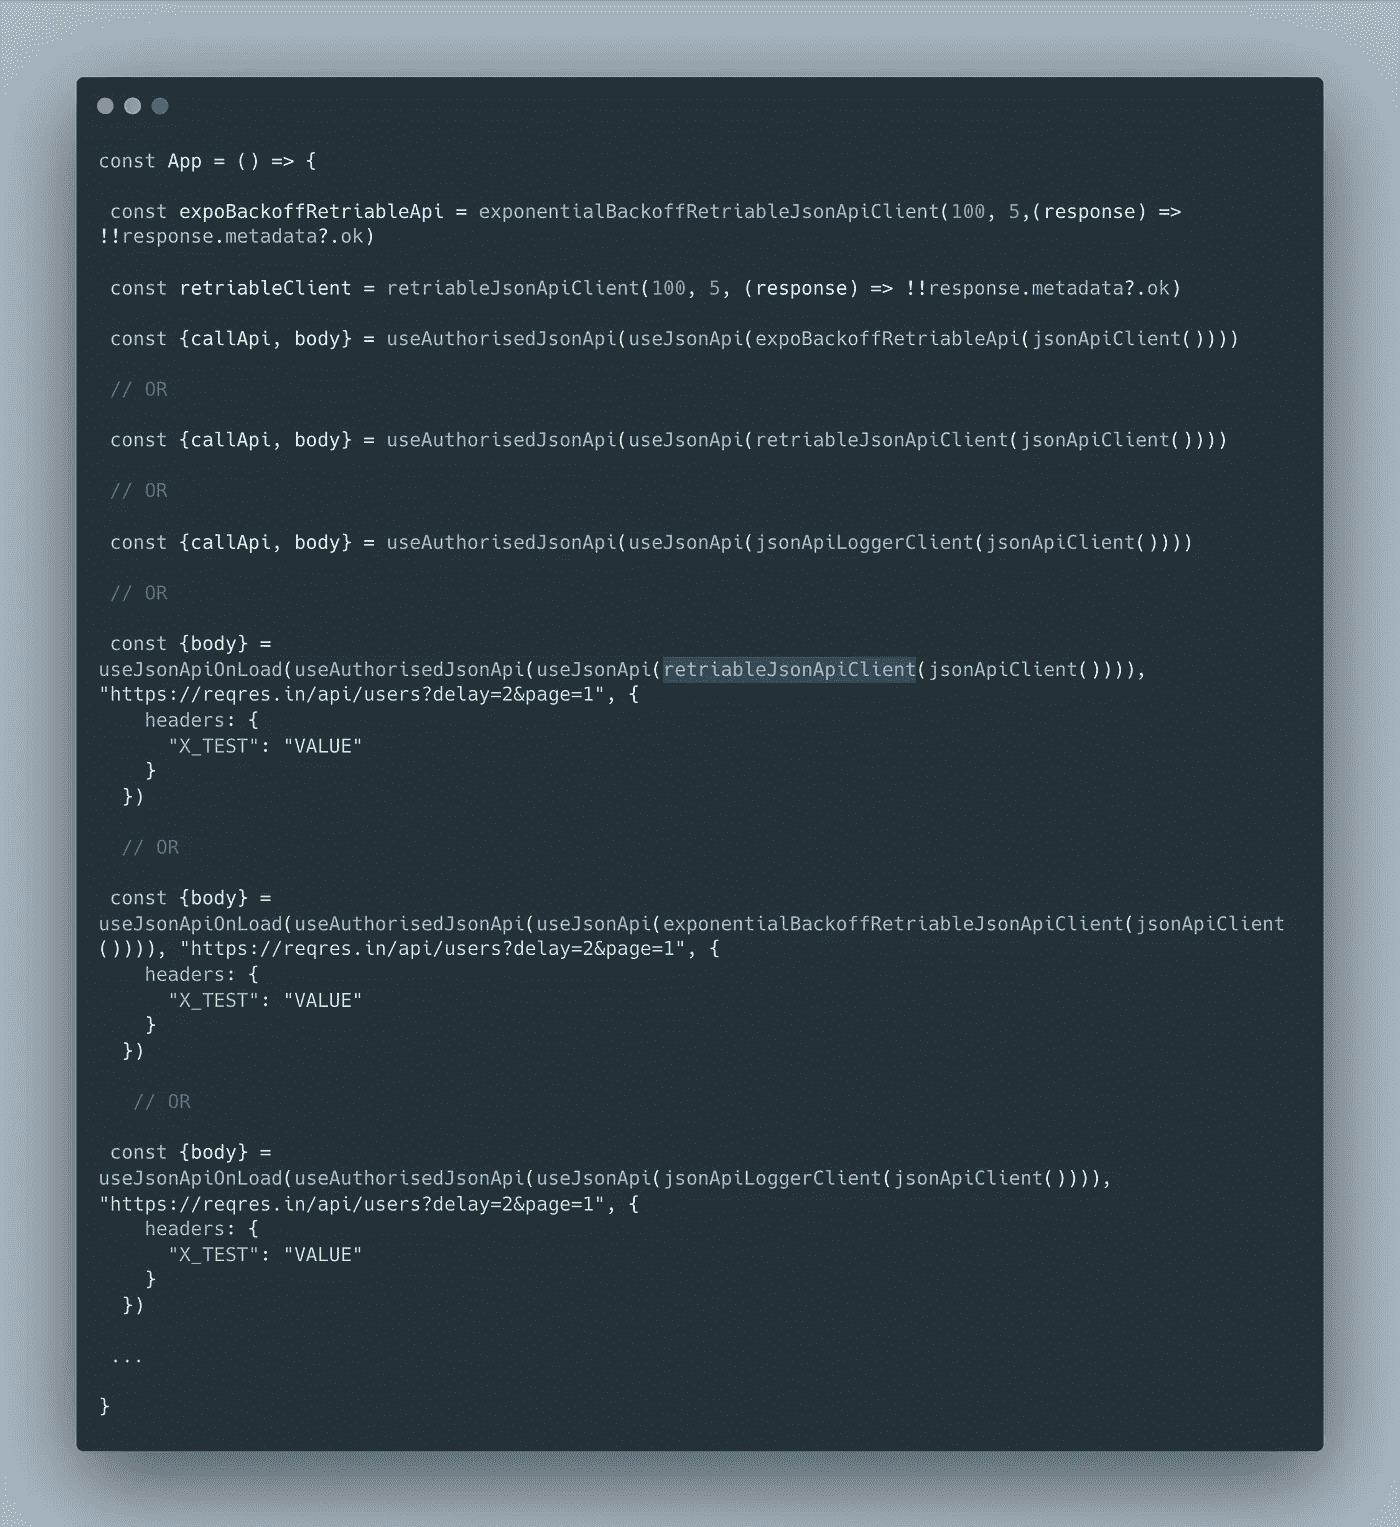 const App = () => {
const expoBackoffRetriableApi = exponentialBackoffRetriableJsonApiClient(100, 5,(response) =>
!!response.metadata?.ok)
const retriableClient = retriableJsonApiClient(100, 5, (response) => !!response.metadata?.ok)
const {callApi, body} = useAuthorisedJsonApi(useJsonApi(expoBackoffRetriableApi(jsonApiClient())))
// OR
const {callApi, body} = useAuthorisedJsonApi(useJsonApi(retriableJsonApiClient(jsonApiClient())))
// OR
const {callApi, body} = useAuthorisedJsonApi(useJsonApi(jsonApiLoggerClient(jsonApiClient())))
// OR
const {body} =
useJsonApiOnLoad(useAuthorisedJsonApi(useJsonApi(retriableJsonApiClient(jsonApiClient()))),
"https://reqres.in/api/users?delay=2&page=1", {
headers: {
"X_TEST": "VALUE"
}
})
// OR
const {body} =
useJsonApiOnLoad(useAuthorisedJsonApi(useJsonApi(exponentialBackoffRetriableJsonApiClient(jsonApiClient
()))), "https://reqres.in/api/users?delay=2&page=1", {
headers: {
"X_TEST": "VALUE"
}
})
// OR
const {body} =
useJsonApiOnLoad(useAuthorisedJsonApi(useJsonApi(jsonApiLoggerClient(jsonApiClient()))),
"https://reqres.in/api/users?delay=2&page=1", {
headers: {
"X_TEST": "VALUE"
}
})
...
}